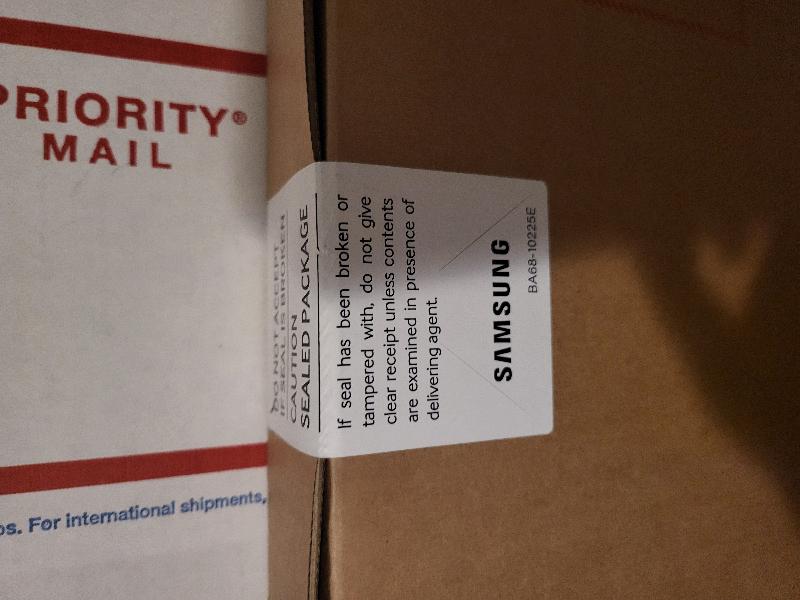 PRIORITY®
MAIL
os. For international shipments,
DO NOT ACCEPT
IF SEAL IS BROKEN
CAUTION
SEALED PACKAGE
If seal has been broken or
tampered with, do not give
clear receipt unless contents
are examined in presence of
delivering agent.
SAMSUNG
BA68-10225E